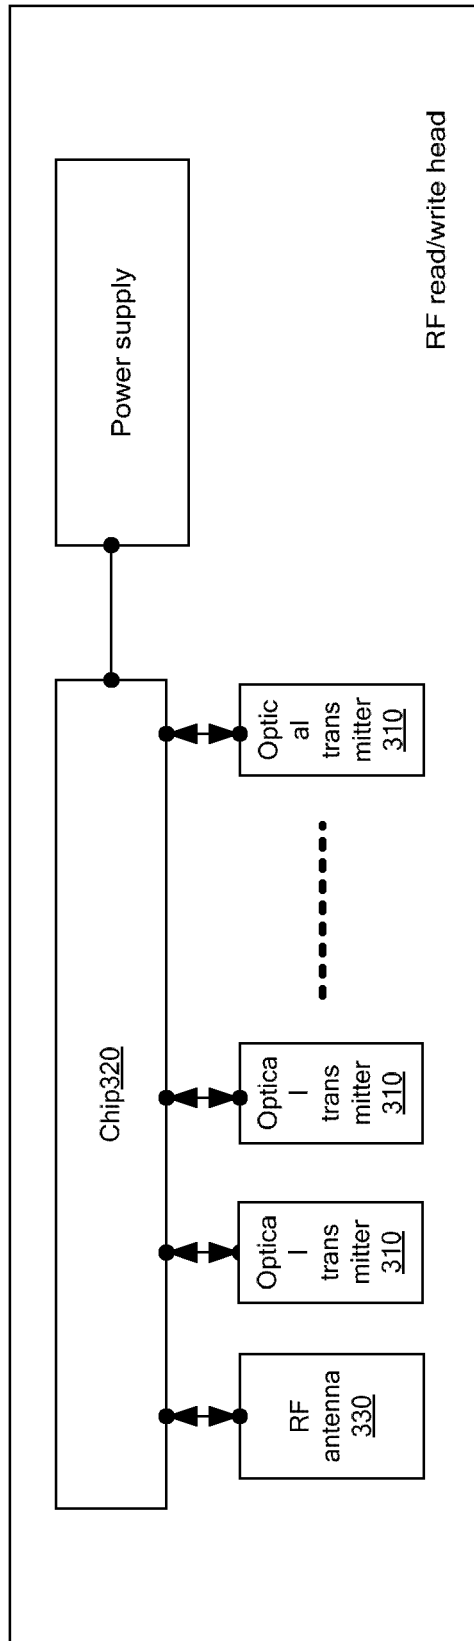 Chip320
Power supply
RF
antenna
330
Optica
l
trans
mitter
310
Optica
l
trans
mitter
310
Optic
al
trans
mitter
310
RF read/write head